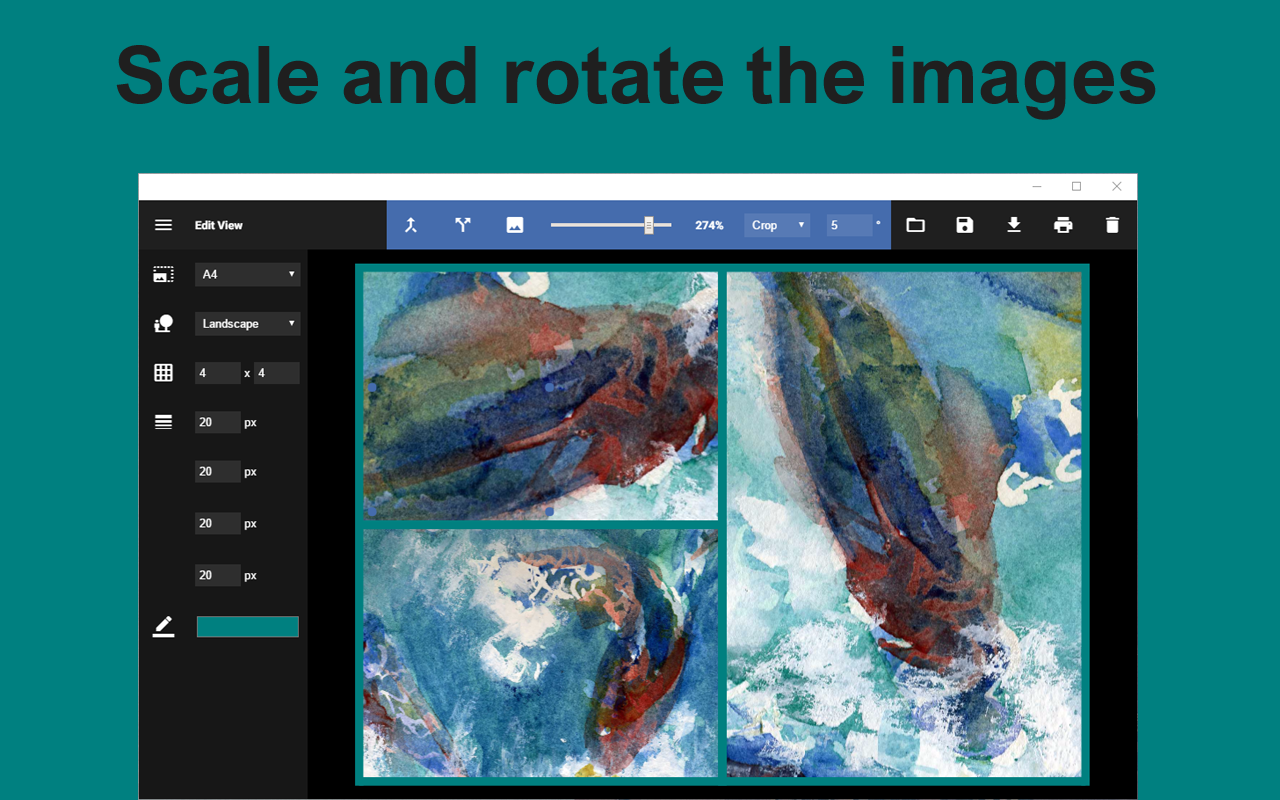 Scale and rotate the images
Edit View
274%
Crop
5 °
A4
Landscape
4 x 4
20 px
20 px
20 px
20 px